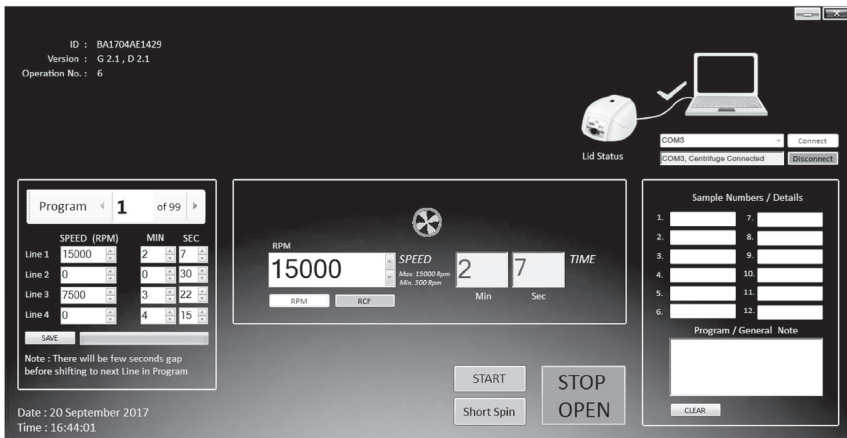 ID : BA1704AE1429
Version : G 2.1 , D 2.1
Operation No. : 6
Lid Status
COM3
Connect
COM3, Centrifuge Connected
Disconnect
Program 1 of 99
SPEED (RPM) MIN SEC
Line 1 15000 2 7
Line 2 0 0 30
Line 3 7500 3 22
Line 4 0 4 15
SAVE
Note : There will be few seconds gap
before shifting to next Line in Program
RPM
15000
SPEED
Max. 15000 Rpm
Min. 500 Rpm
RPM RCF
2 7 TIME
Min Sec
Sample Numbers / Details
1. 7.
2. 8.
3. 9.
4. 10.
5. 11.
6. 12.
Program / General Note
CLEAR
START
Short Spin
STOP
OPEN
Date : 20 September 2017
Time : 16:44:01